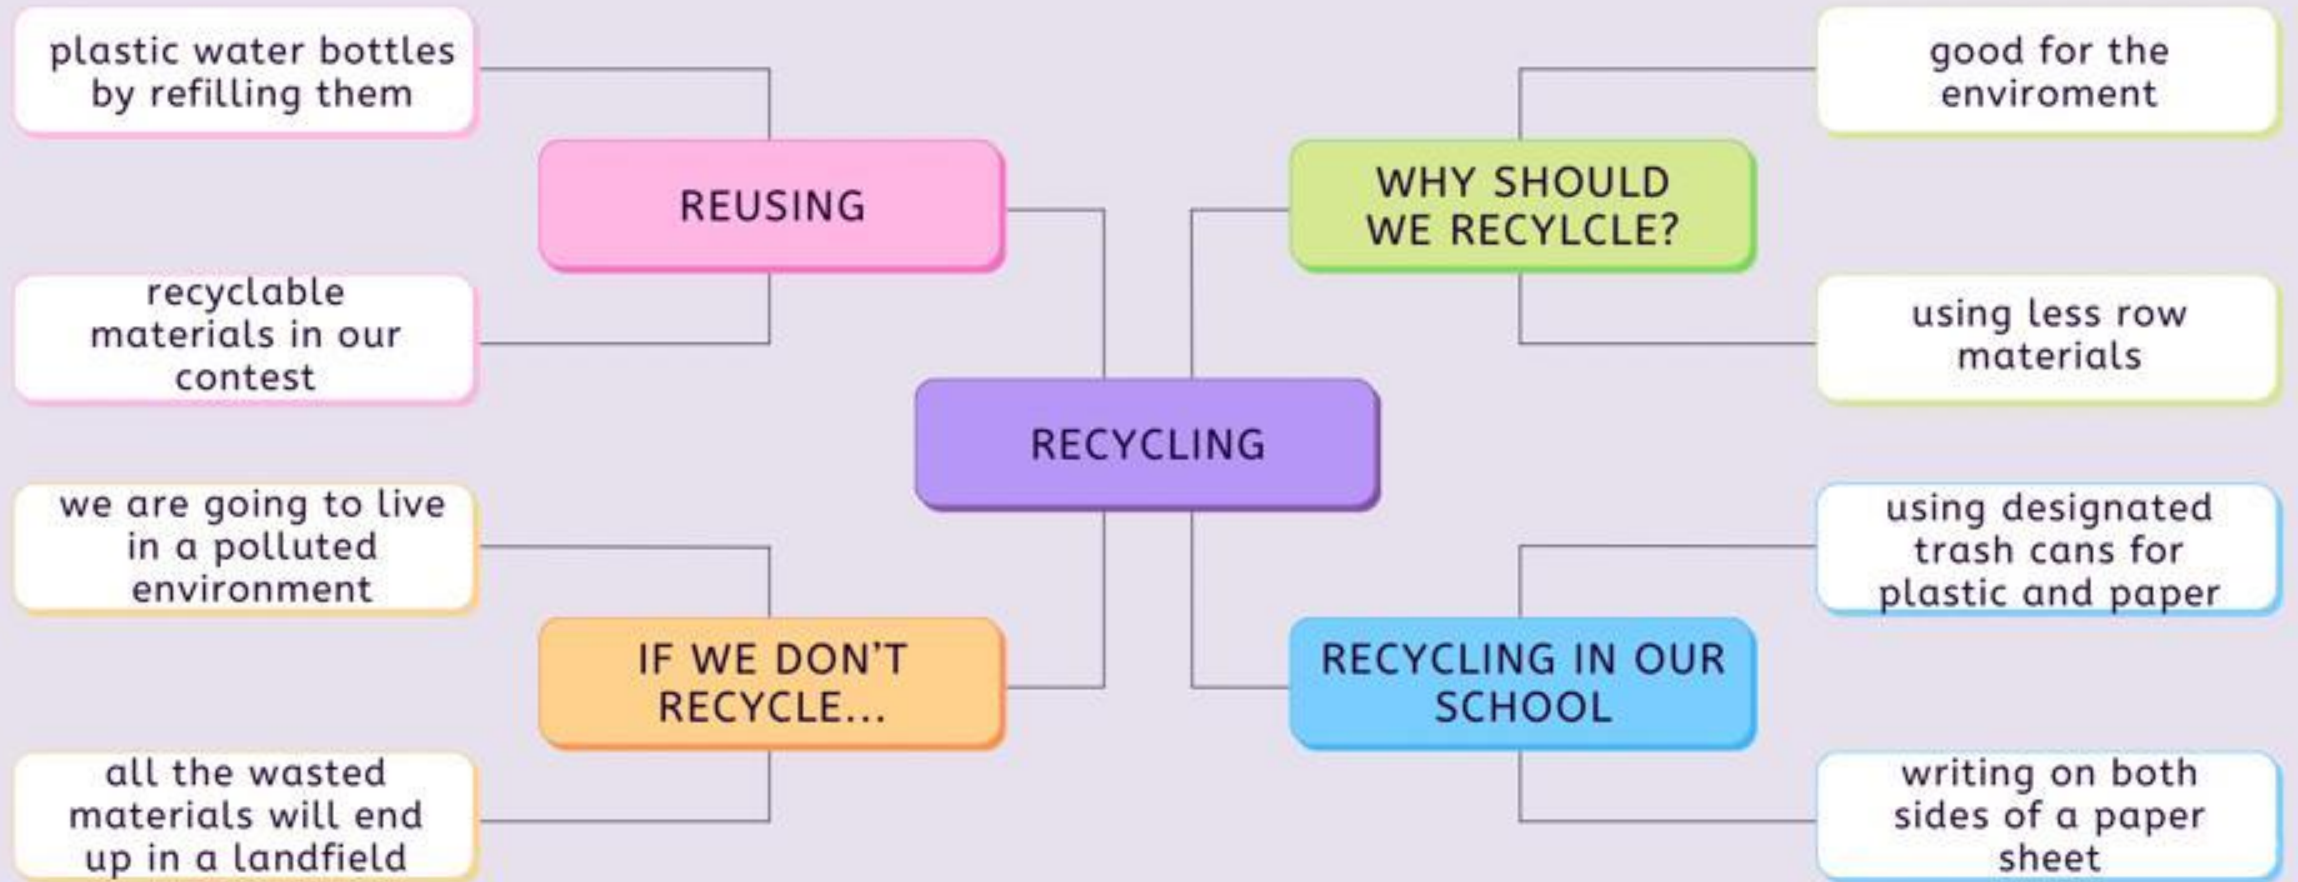 plastic water bottles
by refilling them
REUSING
recyclable
materials in our
contest
good for the
enviroment
WHY SHOULD
WE RECYLCLE?
using less row
materials
RECYCLING
we are going to live
in a polluted
environment
IF WE DON'T
RECYCLE...
all the wasted
materials will end
up in a landfield
using designated
trash cans for
plastic and paper
RECYCLING IN OUR
SCHOOL
writing on both
sides of a paper
sheet